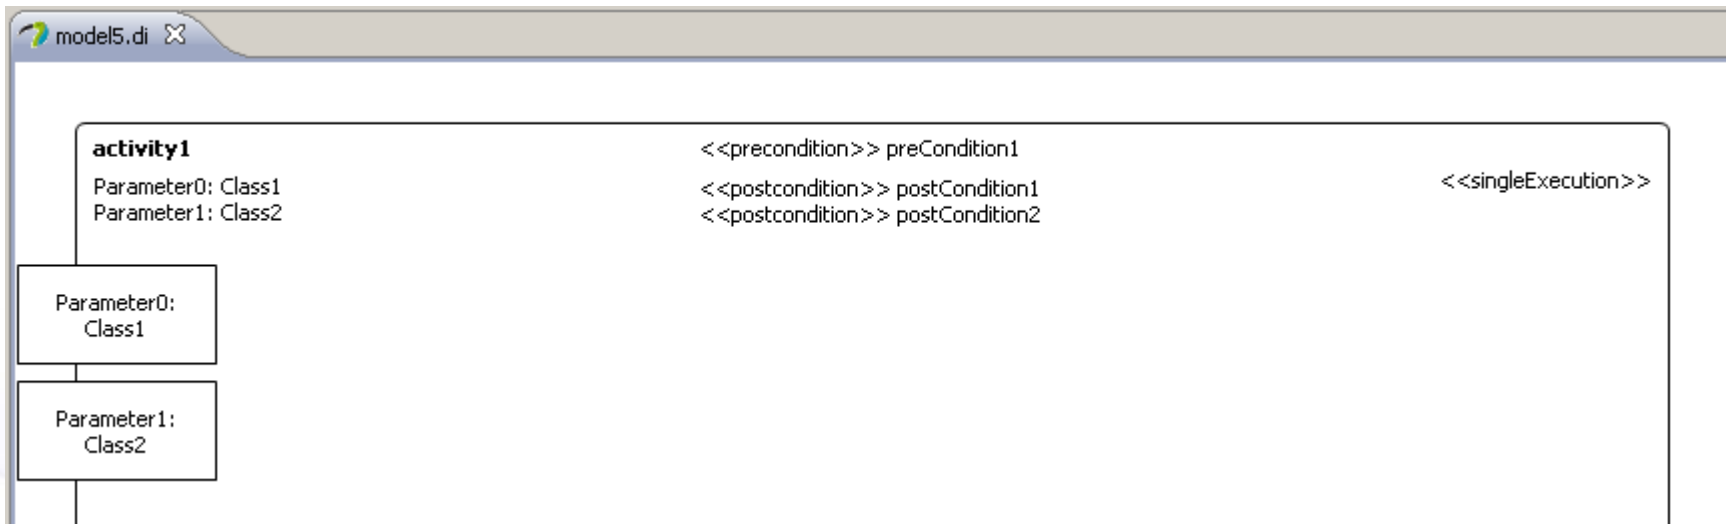 model5.di
activity1
<<precondition>> preCondition1
Parameter0: Class1
<<postcondition>> postCondition1
<<singleExecution>>
Parameter1: Class2
<<postcondition>> postCondition2
Parameter0:
Class1
Parameter1:
Class2